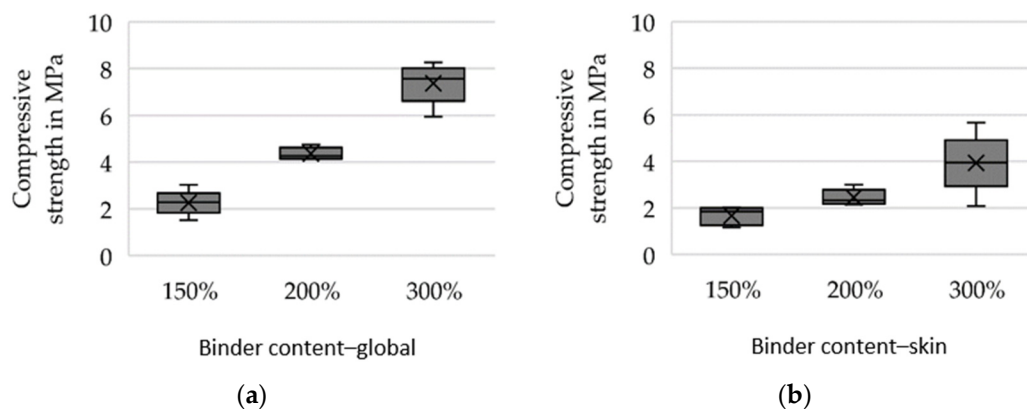 Compressive
strength in MPa
10
8
6
4
2
0
150%
200%
300%
Binder content–global
(a)
Compressive
strength in MPa
10
8
6
4
2
0
150%
200%
300%
Binder content–skin
(b)